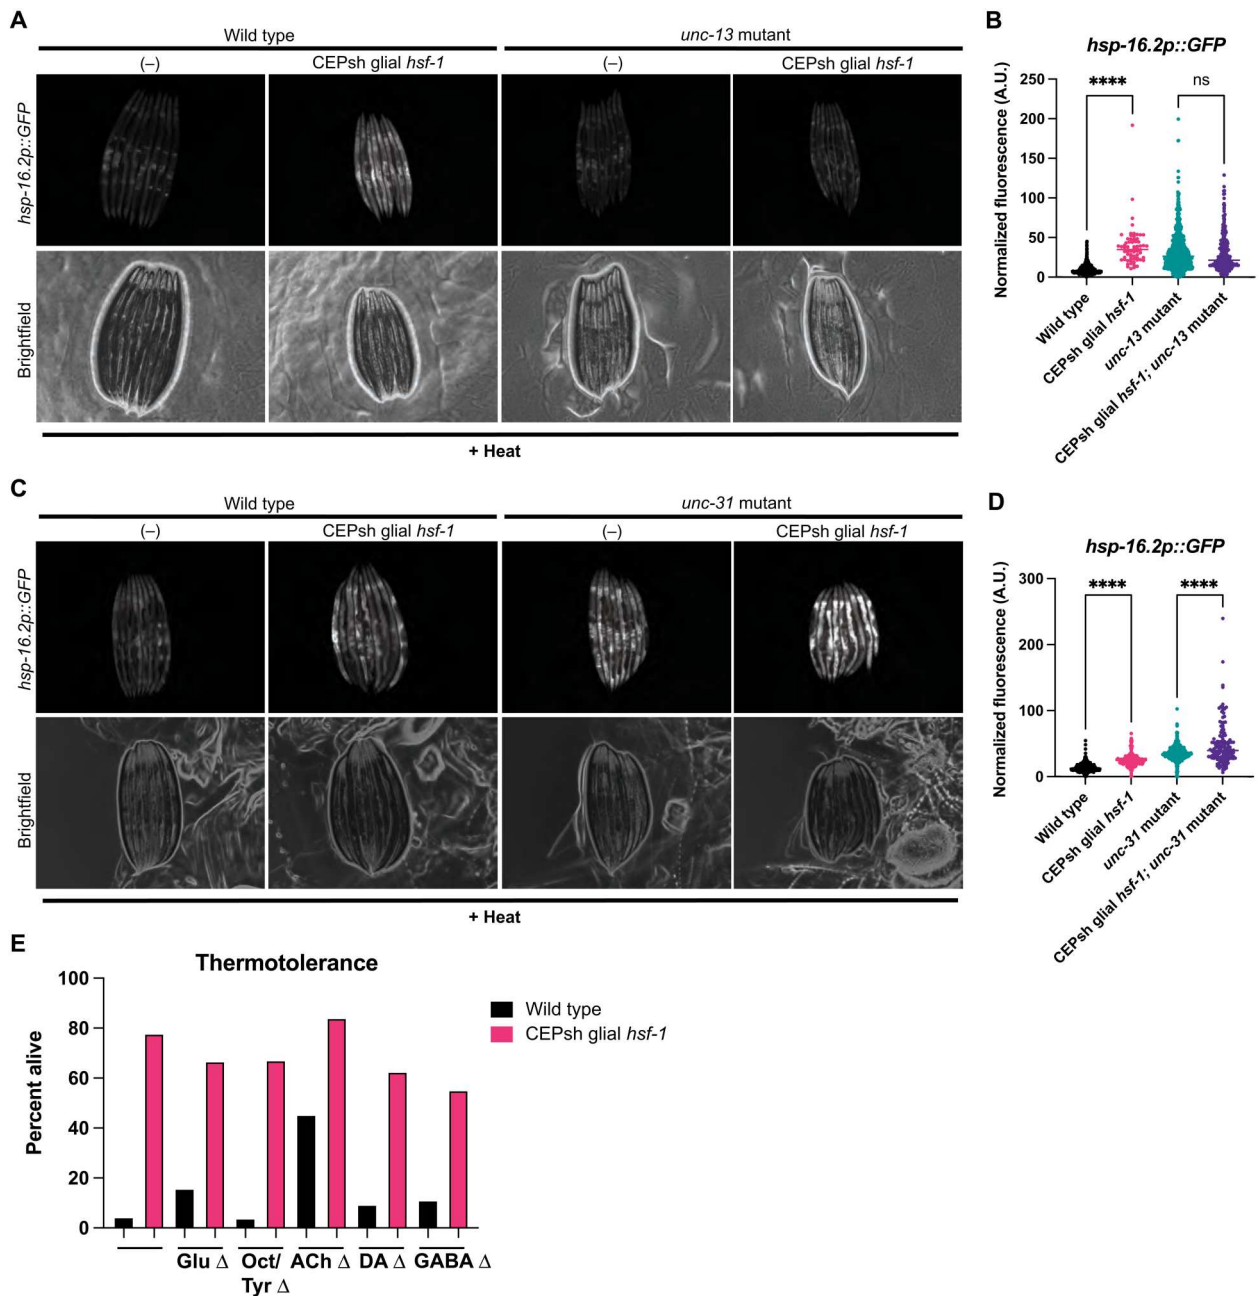 A
Wild type
unc-13 mutant
(–)
CEPsh glial hsf-1
(–)
CEPsh glial hsf-1
hsp-16.2p::GFP
Brightfield
+ Heat
B
hsp-16.2p::GFP
Normalized fluorescence (A.U.)
250
200
150
100
50
0
****
ns
Wild type
CEPsh glial hsf-1
unc-13 mutant
CEPsh glial hsf-1; unc-13 mutant
C
Wild type
unc-31 mutant
(–)
CEPsh glial hsf-1
(–)
CEPsh glial hsf-1
hsp-16.2p::GFP
Brightfield
+ Heat
D
hsp-16.2p::GFP
Normalized fluorescence (A.U.)
300
200
100
0
****
****
Wild type
CEPsh glial hsf-1
unc-31 mutant
CEPsh glial hsf-1; unc-31 mutant
E
Thermotolerance
Percent alive
100
80
60
40
20
0
Wild type
CEPsh glial hsf-1
Glu Δ
Oct/
Tyr Δ
ACh Δ
DA Δ
GABA Δ